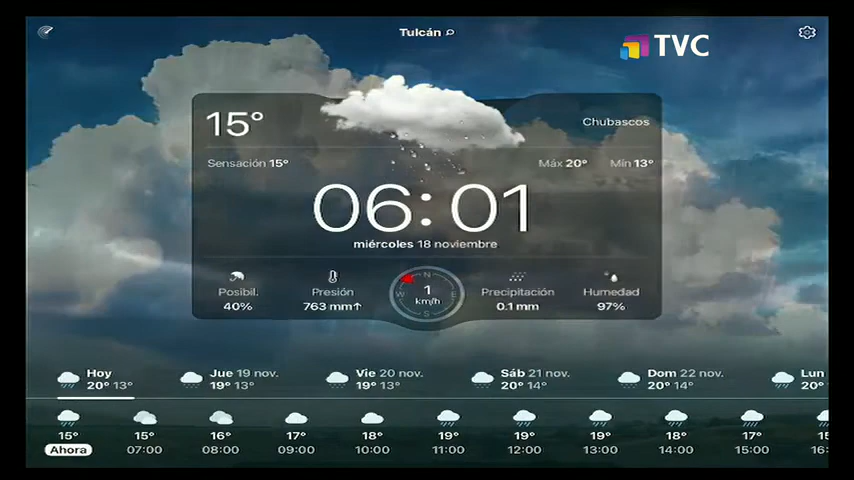 Tulcán
TVC
15°
Chubascos
Sensación 15°
Máx 20° Mín 13°
06:01
miércoles 18 noviembre
Posibil.
40%
Presión
763 mm↑
N
W E
S
1
km/h
Precipitación
0.1 mm
Humedad
97%
Hoy
20° 13°
Jue 19 nov.
19° 13°
Vie 20 nov.
19° 13°
Sáb 21 nov.
20° 14°
Dom 22 nov.
20° 14°
Lun
20°
15° 15° 16° 17° 18° 19° 19° 19° 18° 17° 15
Ahora 07:00 08:00 09:00 10:00 11:00 12:00 13:00 14:00 15:00 16: